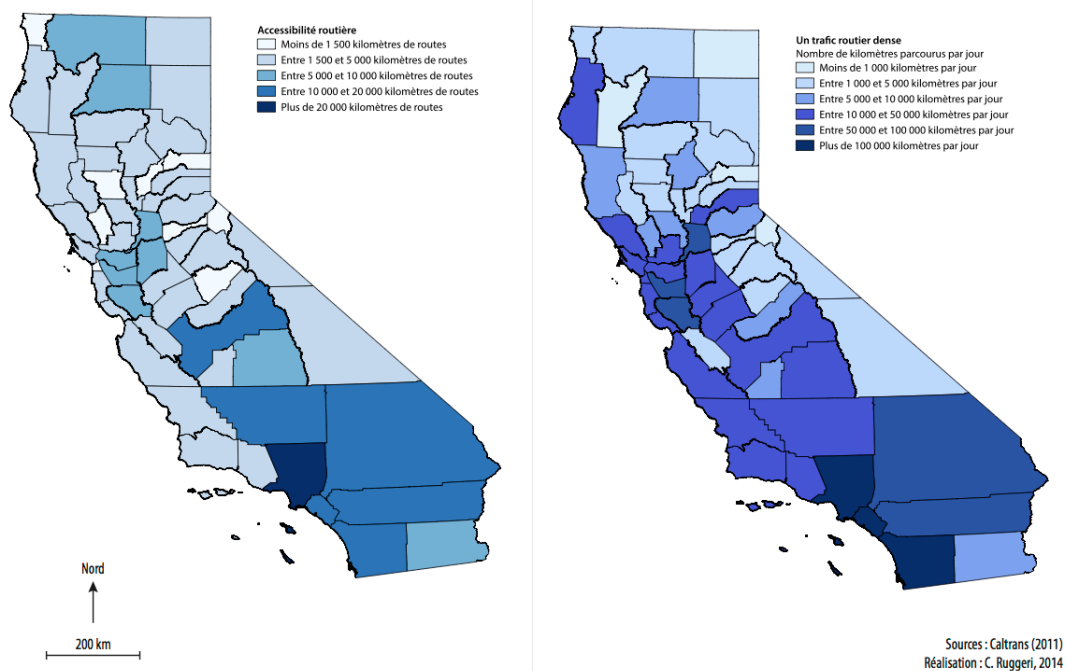 Accessibilité routière
Moins de 1 500 kilomètres de routes
Entre 1 500 et 5 000 kilomètres de routes
Entre 5 000 et 10 000 kilomètres de routes
Entre 10 000 et 20 000 kilomètres de routes
Plus de 20 000 kilomètres de routes
Nord
200 km
Un trafic routier dense
Nombre de kilomètres parcourus par jour
Moins de 1 000 kilomètres par jour
Entre 1 000 et 5 000 kilomètres par jour
Entre 5 000 et 10 000 kilomètres par jour
Entre 10 000 et 50 000 kilomètres par jour
Entre 50 000 et 100 000 kilomètres par jour
Plus de 100 000 kilomètres par jour
Sources : Caltrans (2011)
Réalisation : C. Ruggeri, 2014